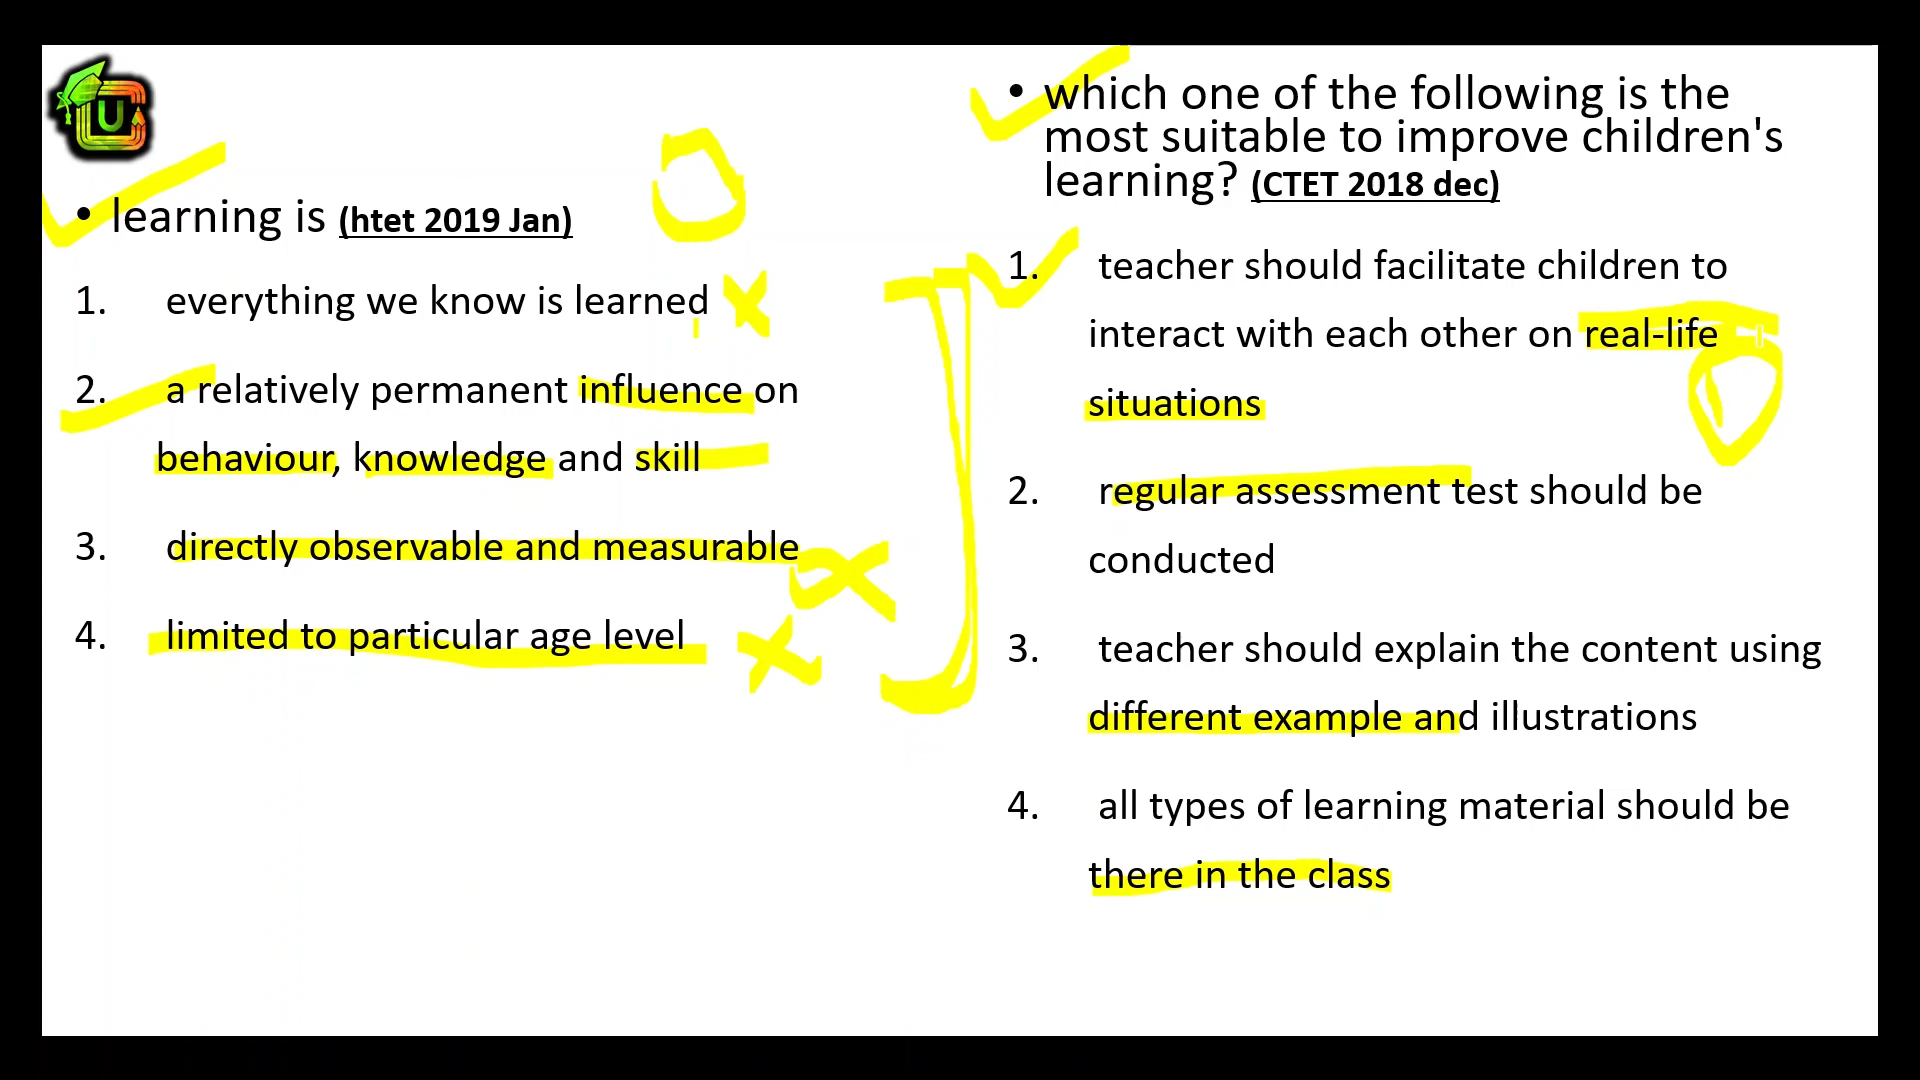 U
• learning is (htet 2019 Jan)
1. everything we know is learned
2. a relatively permanent influence on
behaviour, knowledge and skill
3. directly observable and measurable
4. limited to particular age level
• which one of the following is the
most suitable to improve children's
learning? (CTET 2018 dec)
1. teacher should facilitate children to
interact with each other on real-life
situations
2. regular assessment test should be
conducted
3. teacher should explain the content using
different example and illustrations
4. all types of learning material should be
there in the class